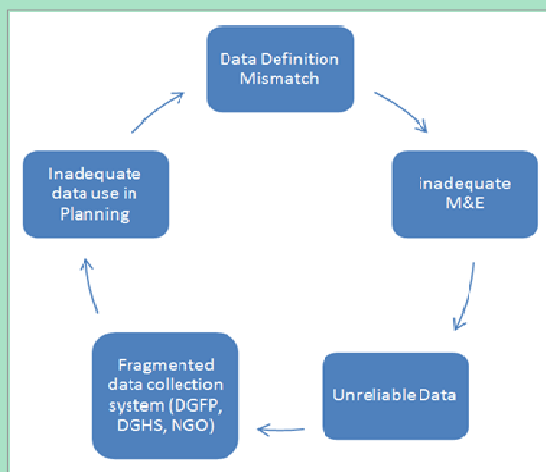 Data Definition
Mismatch
inadequate
M&E
Unreliable Data
Fragmented
data collection
system (DGFP,
DGHS, NGO)
Inadequate
data use in
Planning